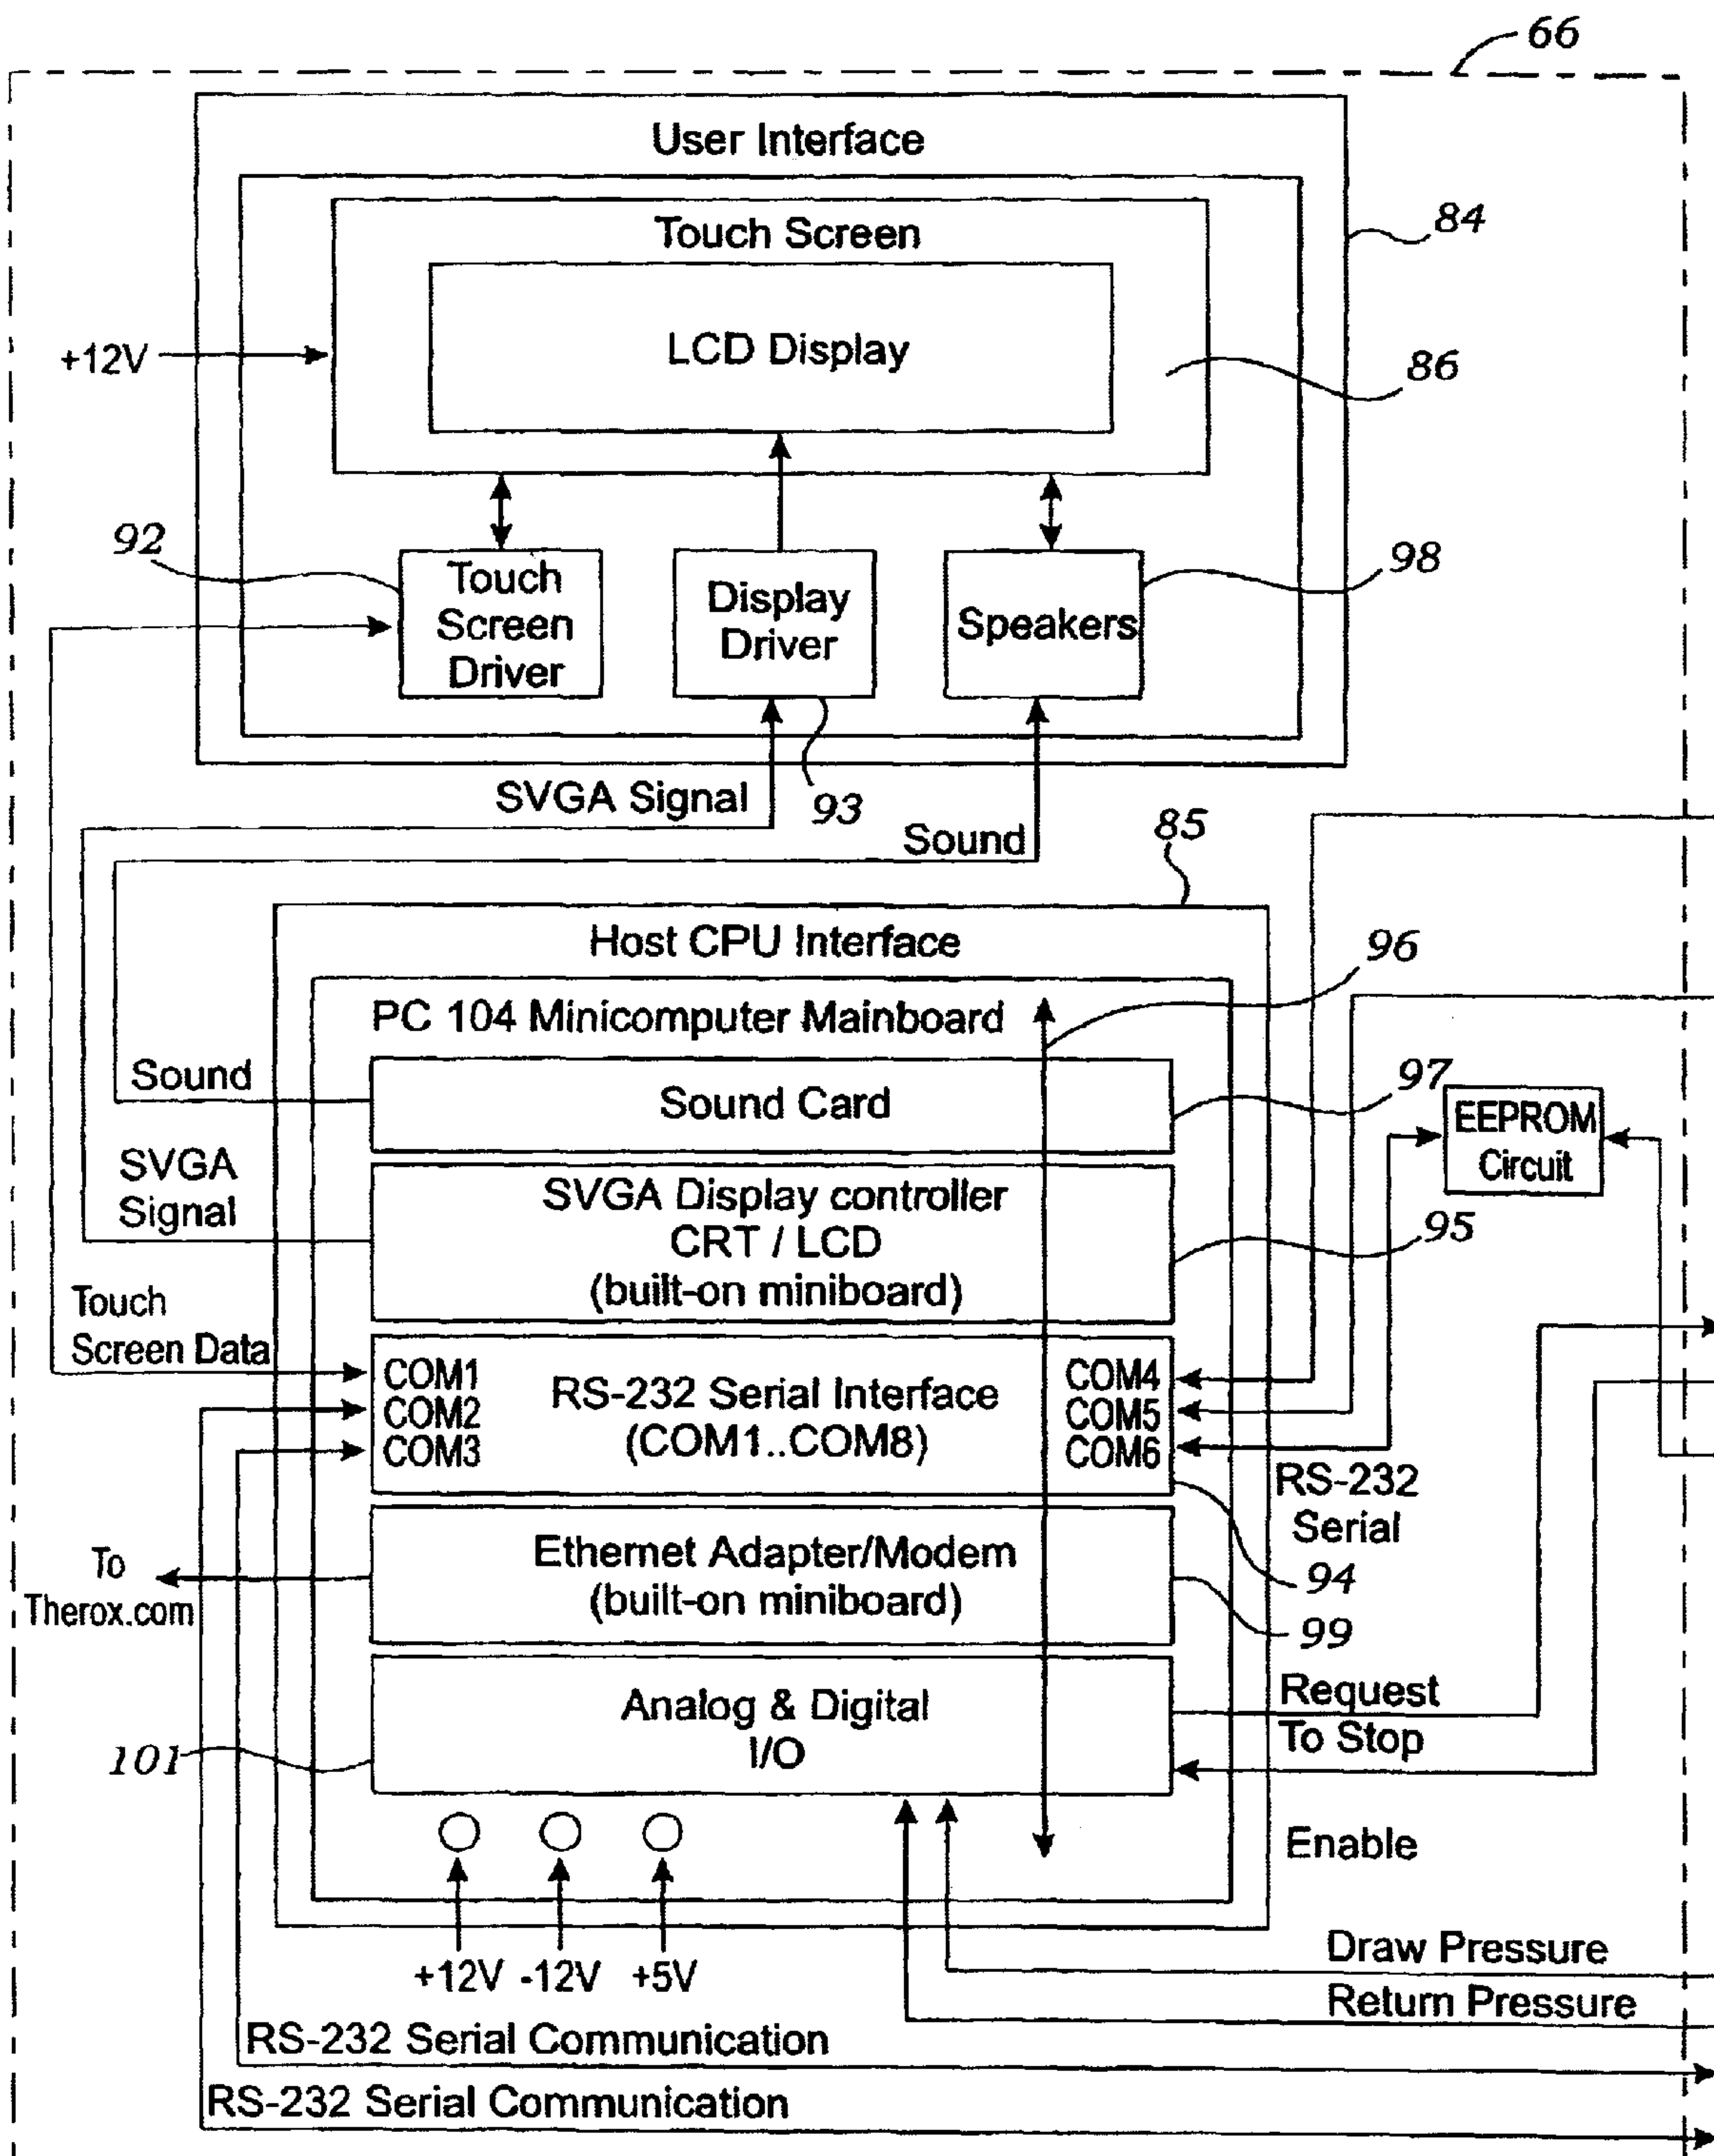 66
User Interface
84
Touch Screen
LCD Display
+12V
86
92
Touch
Screen
Driver
Display
Driver
Speakers
98
SVGA Signal
93
Sound
85
Host CPU Interface
96
PC 104 Minicomputer Mainboard
Sound
Sound Card
97
EEPROM
Circuit
SVGA
Signal
SVGA Display controller
CRT / LCD
(built-on miniboard)
95
Touch
Screen Data
COM1
COM2
COM3
RS-232 Serial Interface
(COM1..COM8)
COM4
COM5
COM6
RS-232
Serial
94
To
Therox.com
Ethernet Adapter/Modem
(built-on miniboard)
99
Analog & Digital
I/O
101
Request
To Stop
Enable
+12V -12V +5V
Draw Pressure
Return Pressure
RS-232 Serial Communication
RS-232 Serial Communication